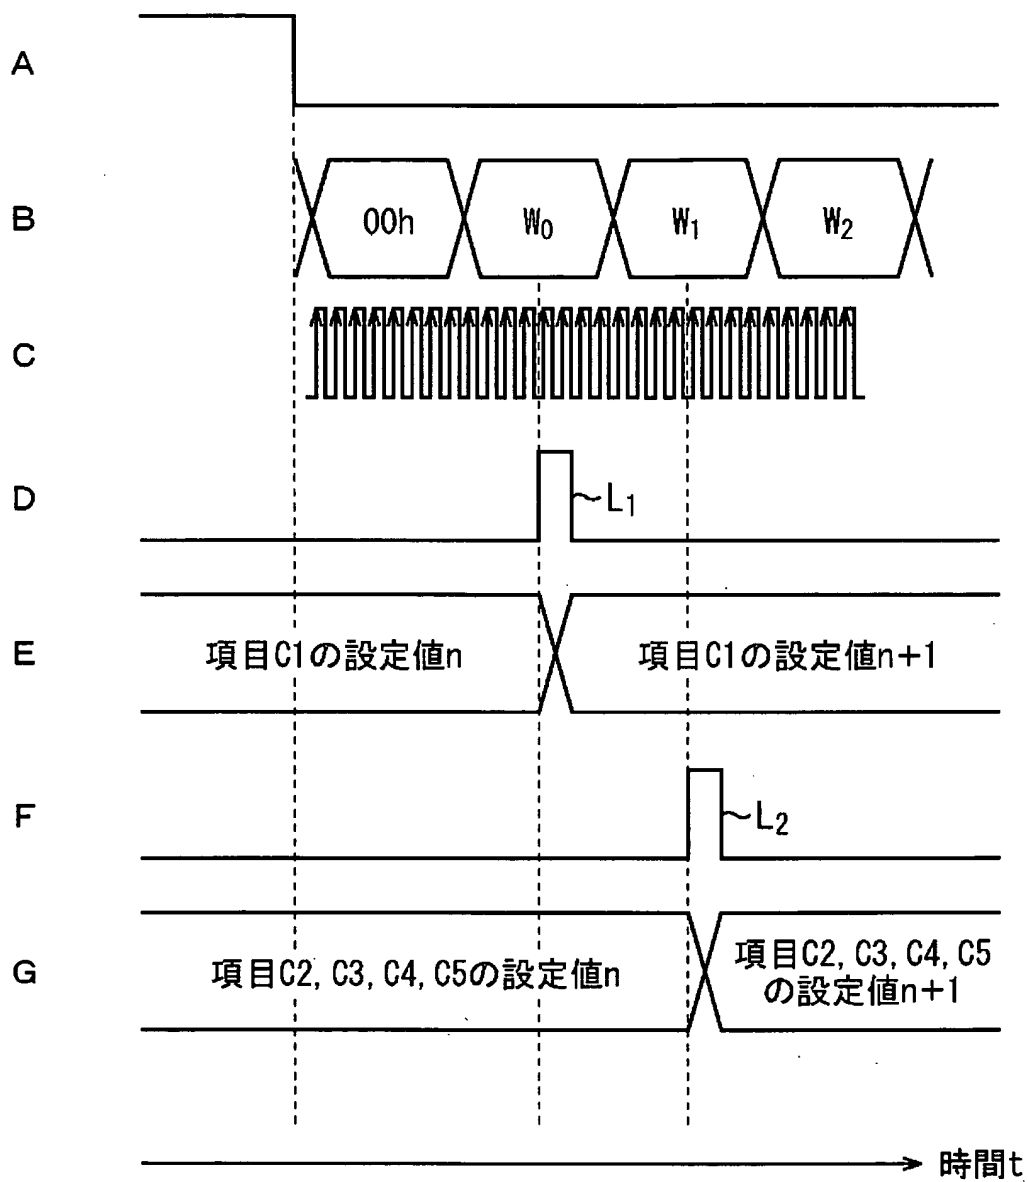 A
B
00h W₀ W₁ W₂
C
D
L₁
E
項目C1の設定値n 項目C1の設定値n+1
F
L₂
G
項目C2, C3, C4, C5の設定値n
項目C2, C3, C4, C5
の設定値n+1
時間t